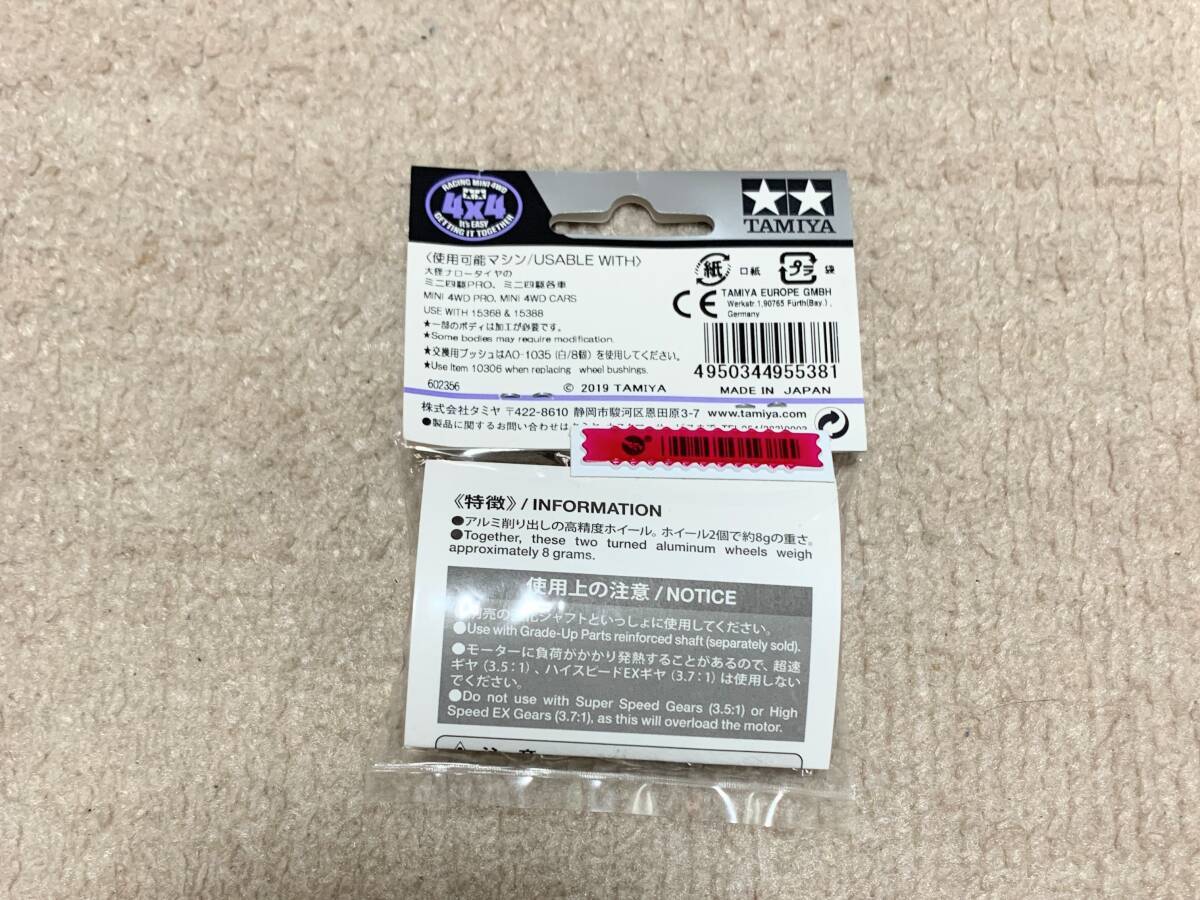 RACING MINI 4WD
4x4
It's EASY
GETTING IT TOGETHER
TAMIYA
〈使用可能マシン/USABLE WITH〉
大径ナロータイヤの
ミニ四駆PRO、ミニ四駆各車
MINI 4WD PRO, MINI 4WD CARS
USE WITH 15368 & 15388
★一部のボディは加工が必要です。
★Some bodies may require modification.
★交換用ブッシュはAO-1035 (白/8個) を使用してください。
★Use Item 10306 when replacing wheel bushings.
602356
© 2019 TAMIYA
紙 口紙
プラ 袋
CE TAMIYA EUROPE GMBH
Werkstr.1,90765 Fürth(Bay.),
Germany
4950344955381
MADE IN JAPAN
株式会社タミヤ 〒422-8610 静岡市駿河区恩田原3-7 www.tamiya.com
●製品に関するお問い合わせは
《特徴》/ INFORMATION
●アルミ削り出しの高精度ホイール。ホイール2個で約8gの重さ。
●Together, these two turned aluminum wheels weigh
approximately 8 grams.
使用上の注意 / NOTICE
シャフトといっしょに使用してください。
●Use with Grade-Up Parts reinforced shaft (separately sold).
●モーターに負荷がかかり発熱することがあるので、超速
ギヤ (3.5:1) 、ハイスピードEXギヤ (3.7:1) は使用しない
でください。
●Do not use with Super Speed Gears (3.5:1) or High
Speed EX Gears (3.7:1), as this will overload the motor.
注 意